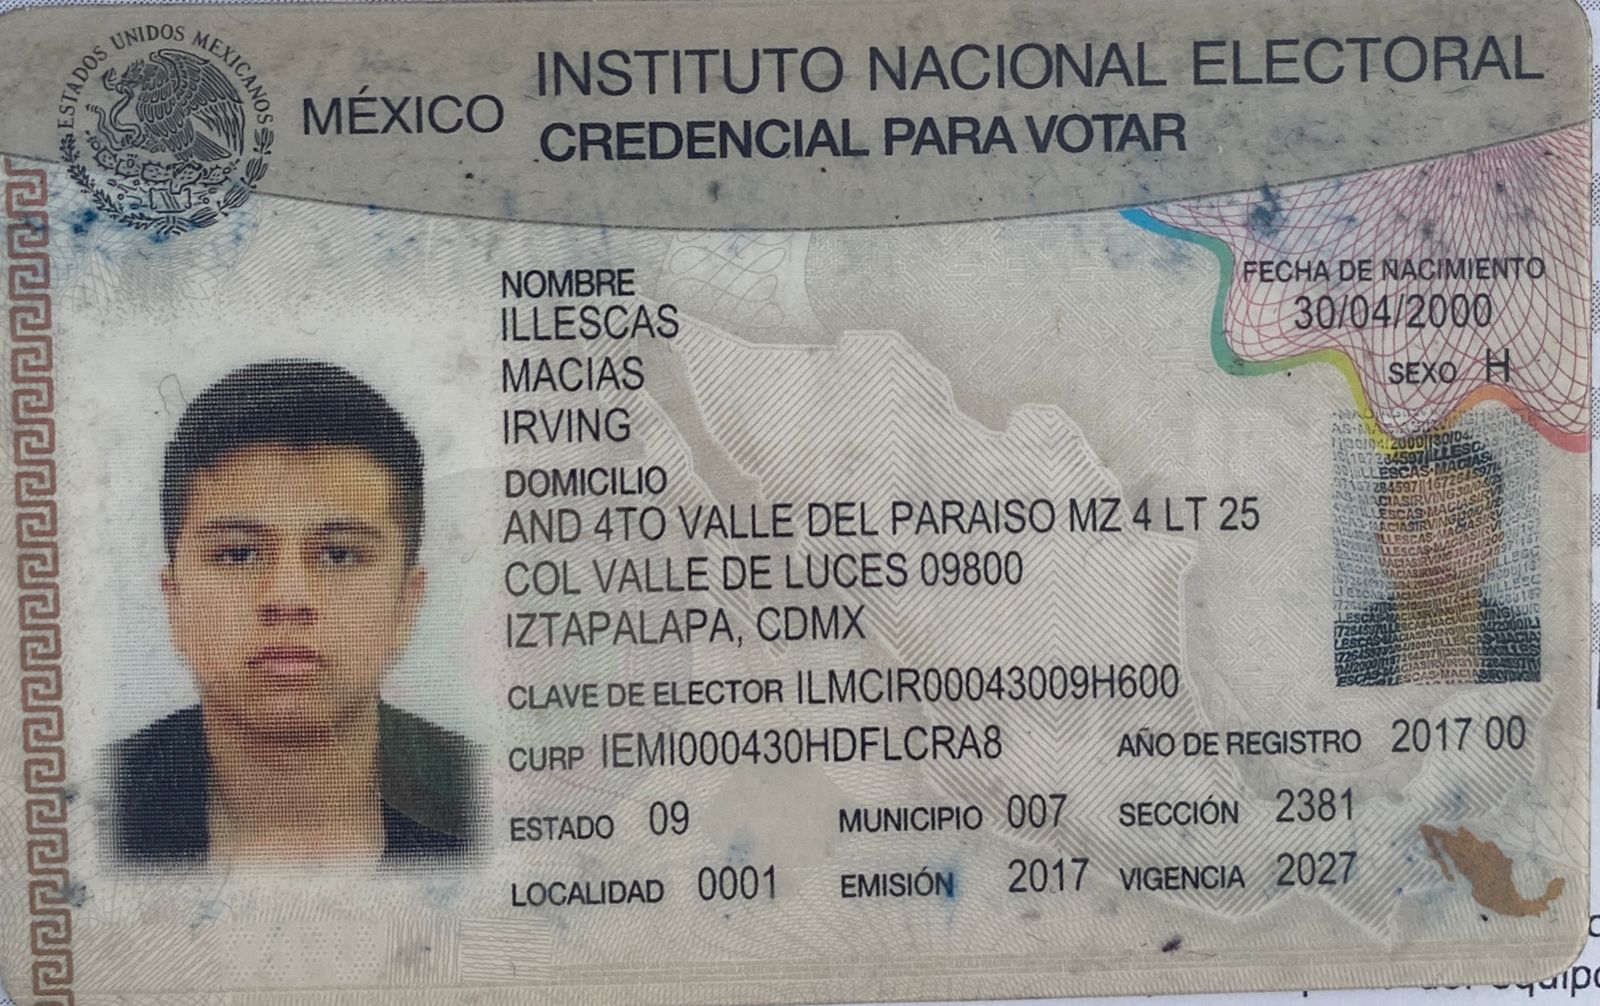 ESTADOS UNIDOS MEXICANOS
MÉXICO
INSTITUTO NACIONAL ELECTORAL
CREDENCIAL PARA VOTAR
NOMBRE
ILLESCAS
MACIAS
IRVING
FECHA DE NACIMIENTO
30/04/2000
SEXO H
DOMICILIO
AND 4TO VALLE DEL PARAISO MZ 4 LT 25
COL VALLE DE LUCES 09800
IZTAPALAPA, CDMX
CLAVE DE ELECTOR ILMCIR00043009H600
CURP IEMI000430HDFLCRA8 AÑO DE REGISTRO 2017 00
ESTADO 09 MUNICIPIO 007 SECCIÓN 2381
LOCALIDAD 0001 EMISIÓN 2017 VIGENCIA 2027